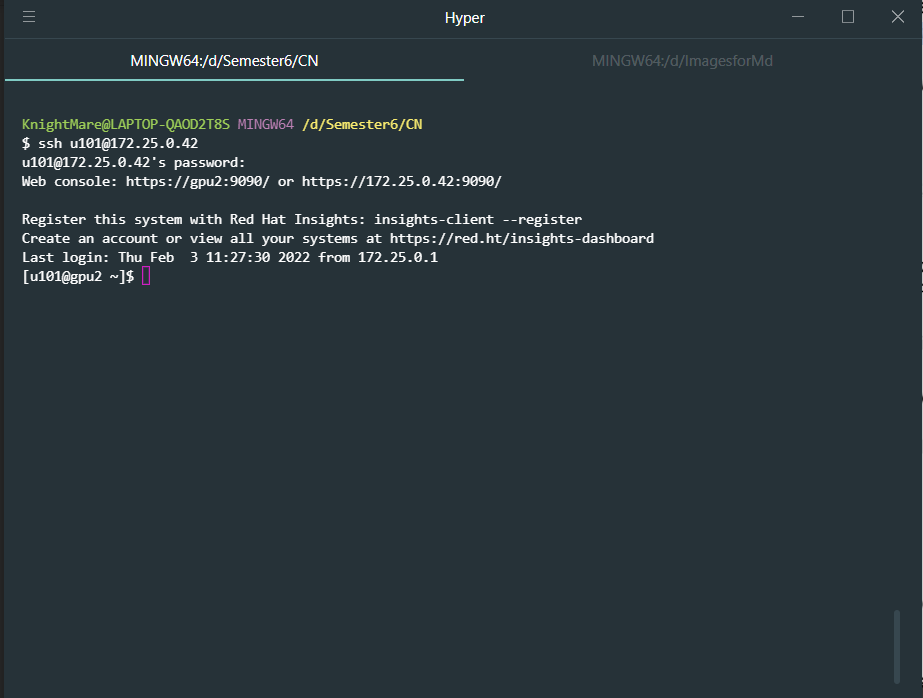 Hyper
MINGW64:/d/Semester6/CN
MINGW64:/d/ImagesforMd
KnightMare@LAPTOP-QAOD2T8S MINGW64 /d/Semester6/CN
$ ssh u101@172.25.0.42
u101@172.25.0.42's password:
Web console: https://gpu2:9090/ or https://172.25.0.42:9090/
Register this system with Red Hat Insights: insights-client --register
Create an account or view all your systems at https://red.ht/insights-dashboard
Last login: Thu Feb  3 11:27:30 2022 from 172.25.0.1
[u101@gpu2 ~]$